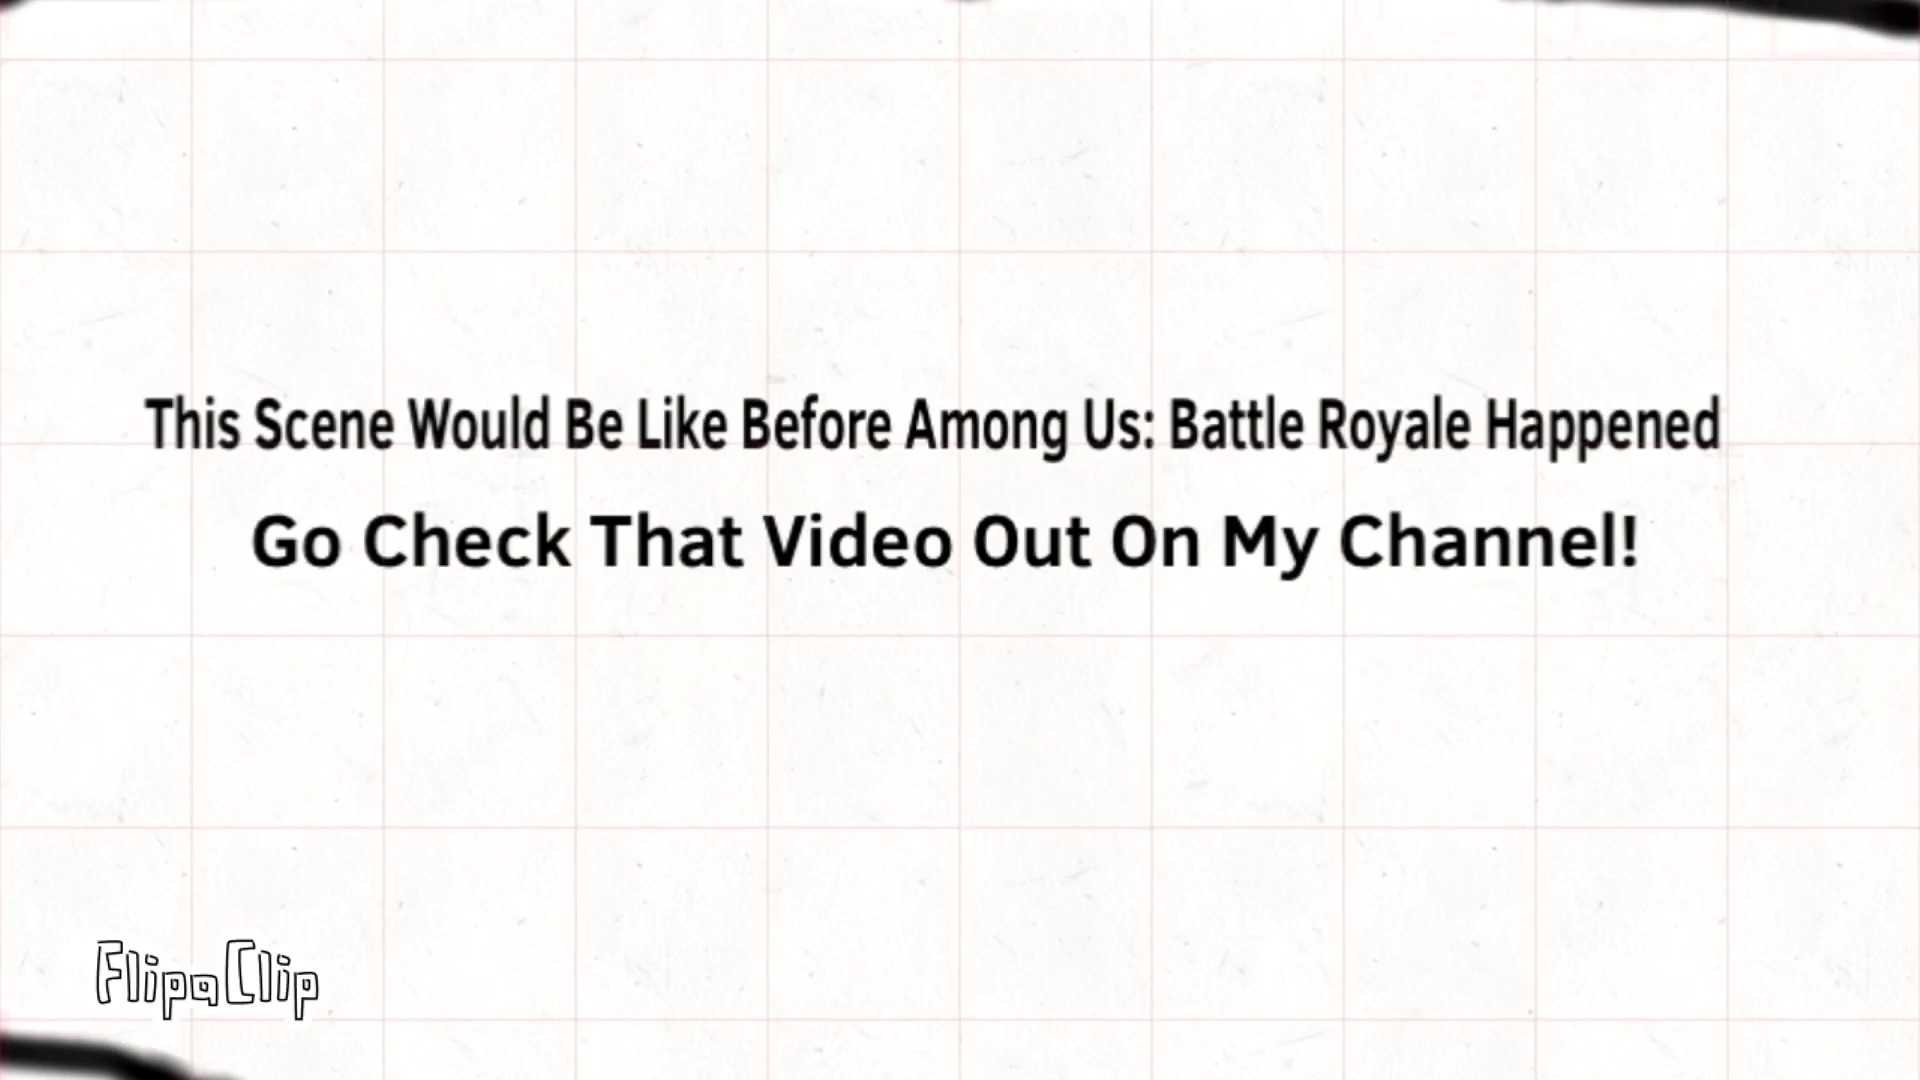 This Scene Would Be Like Before Among Us: Battle Royale Happened
Go Check That Video Out On My Channel!
FlipaClip